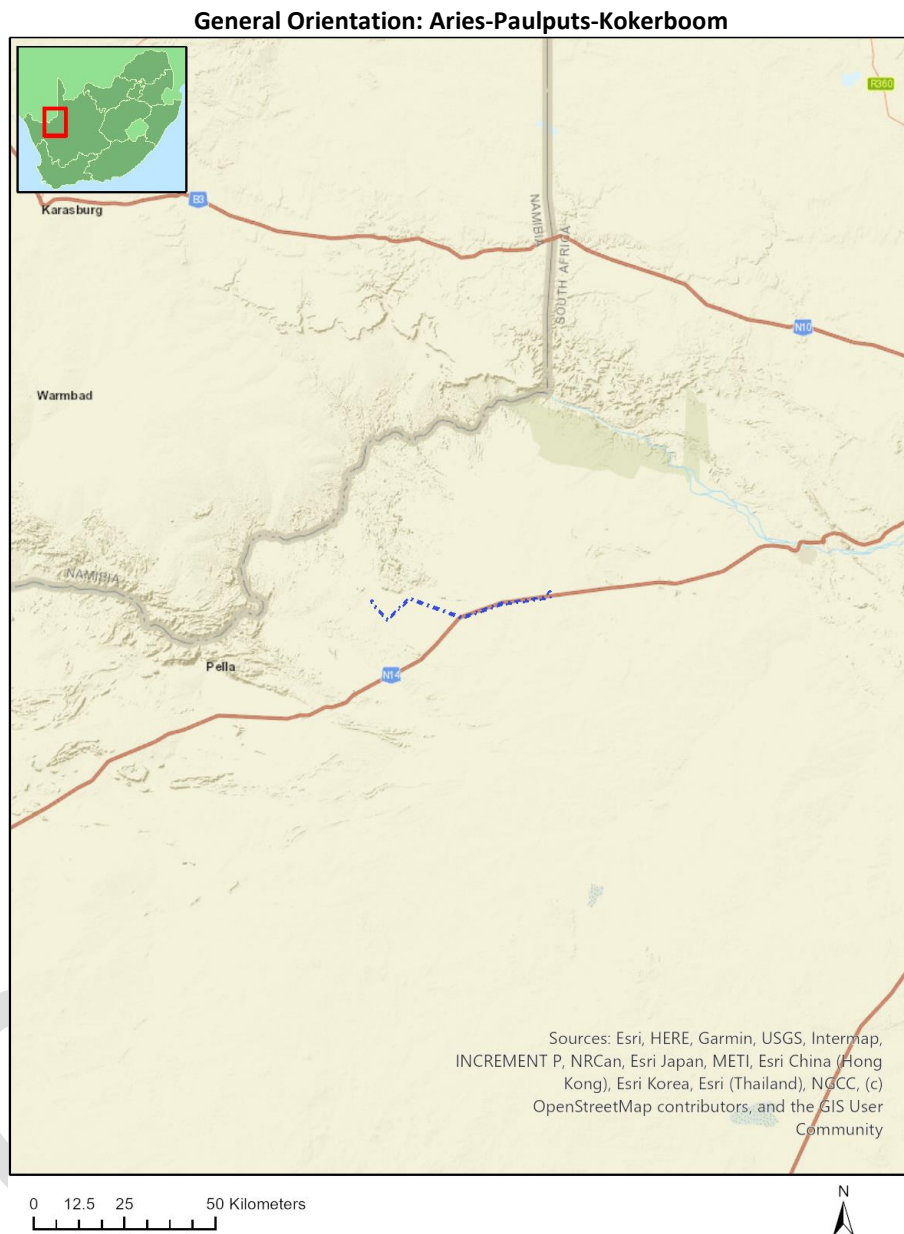 General Orientation: Aries-Paulputs-Kokerboom
R360
B3
Karasburg
NAMIBIA
SOUTH AFRICA
N10
Warmbad
NAMIBIA
Pella
N14
Sources: Esri, HERE, Garmin, USGS, Intermap,
INCREMENT P, NRCan, Esri Japan, METI, Esri China (Hong
Kong), Esri Korea, Esri (Thailand), NGCC, (c)
OpenStreetMap contributors, and the GIS User
Community
0 12.5 25 50 Kilometers
N